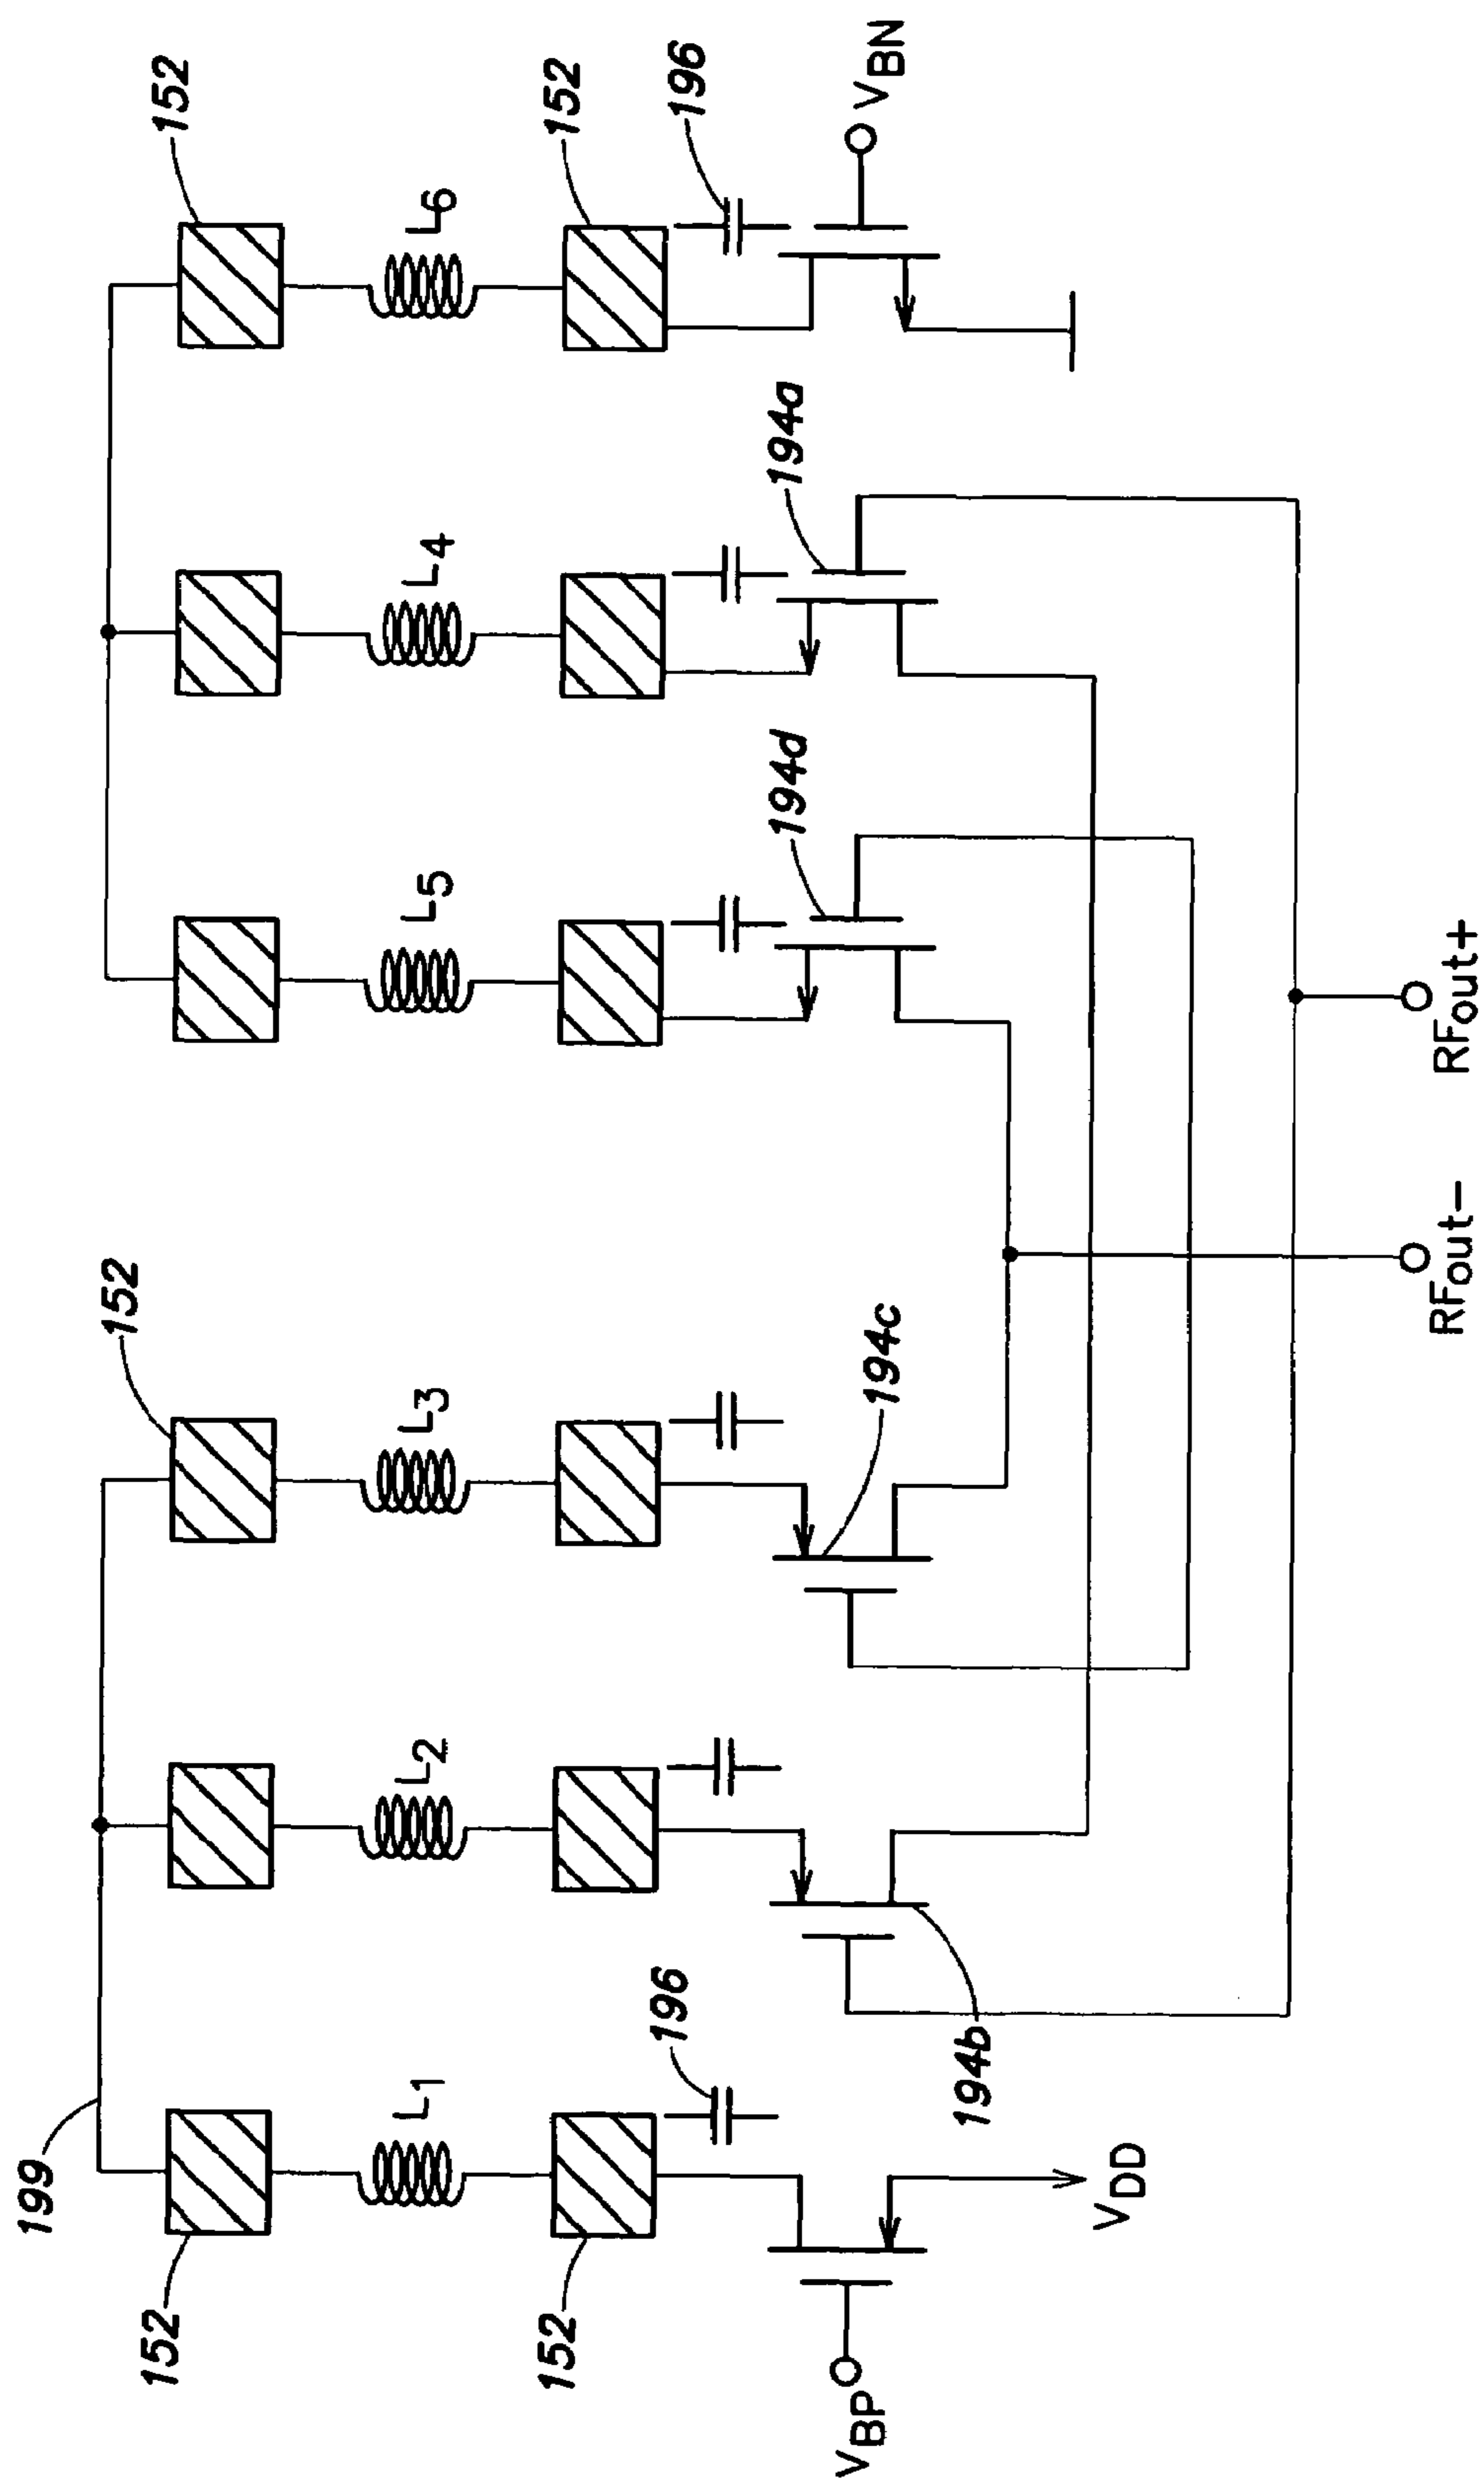 199
152
152
152
152
152
L1
L2
L3
L5
L4
L6
196
196
194b
194c
194d
194a
VBP
VDD
VBN
RFout−
RFout+